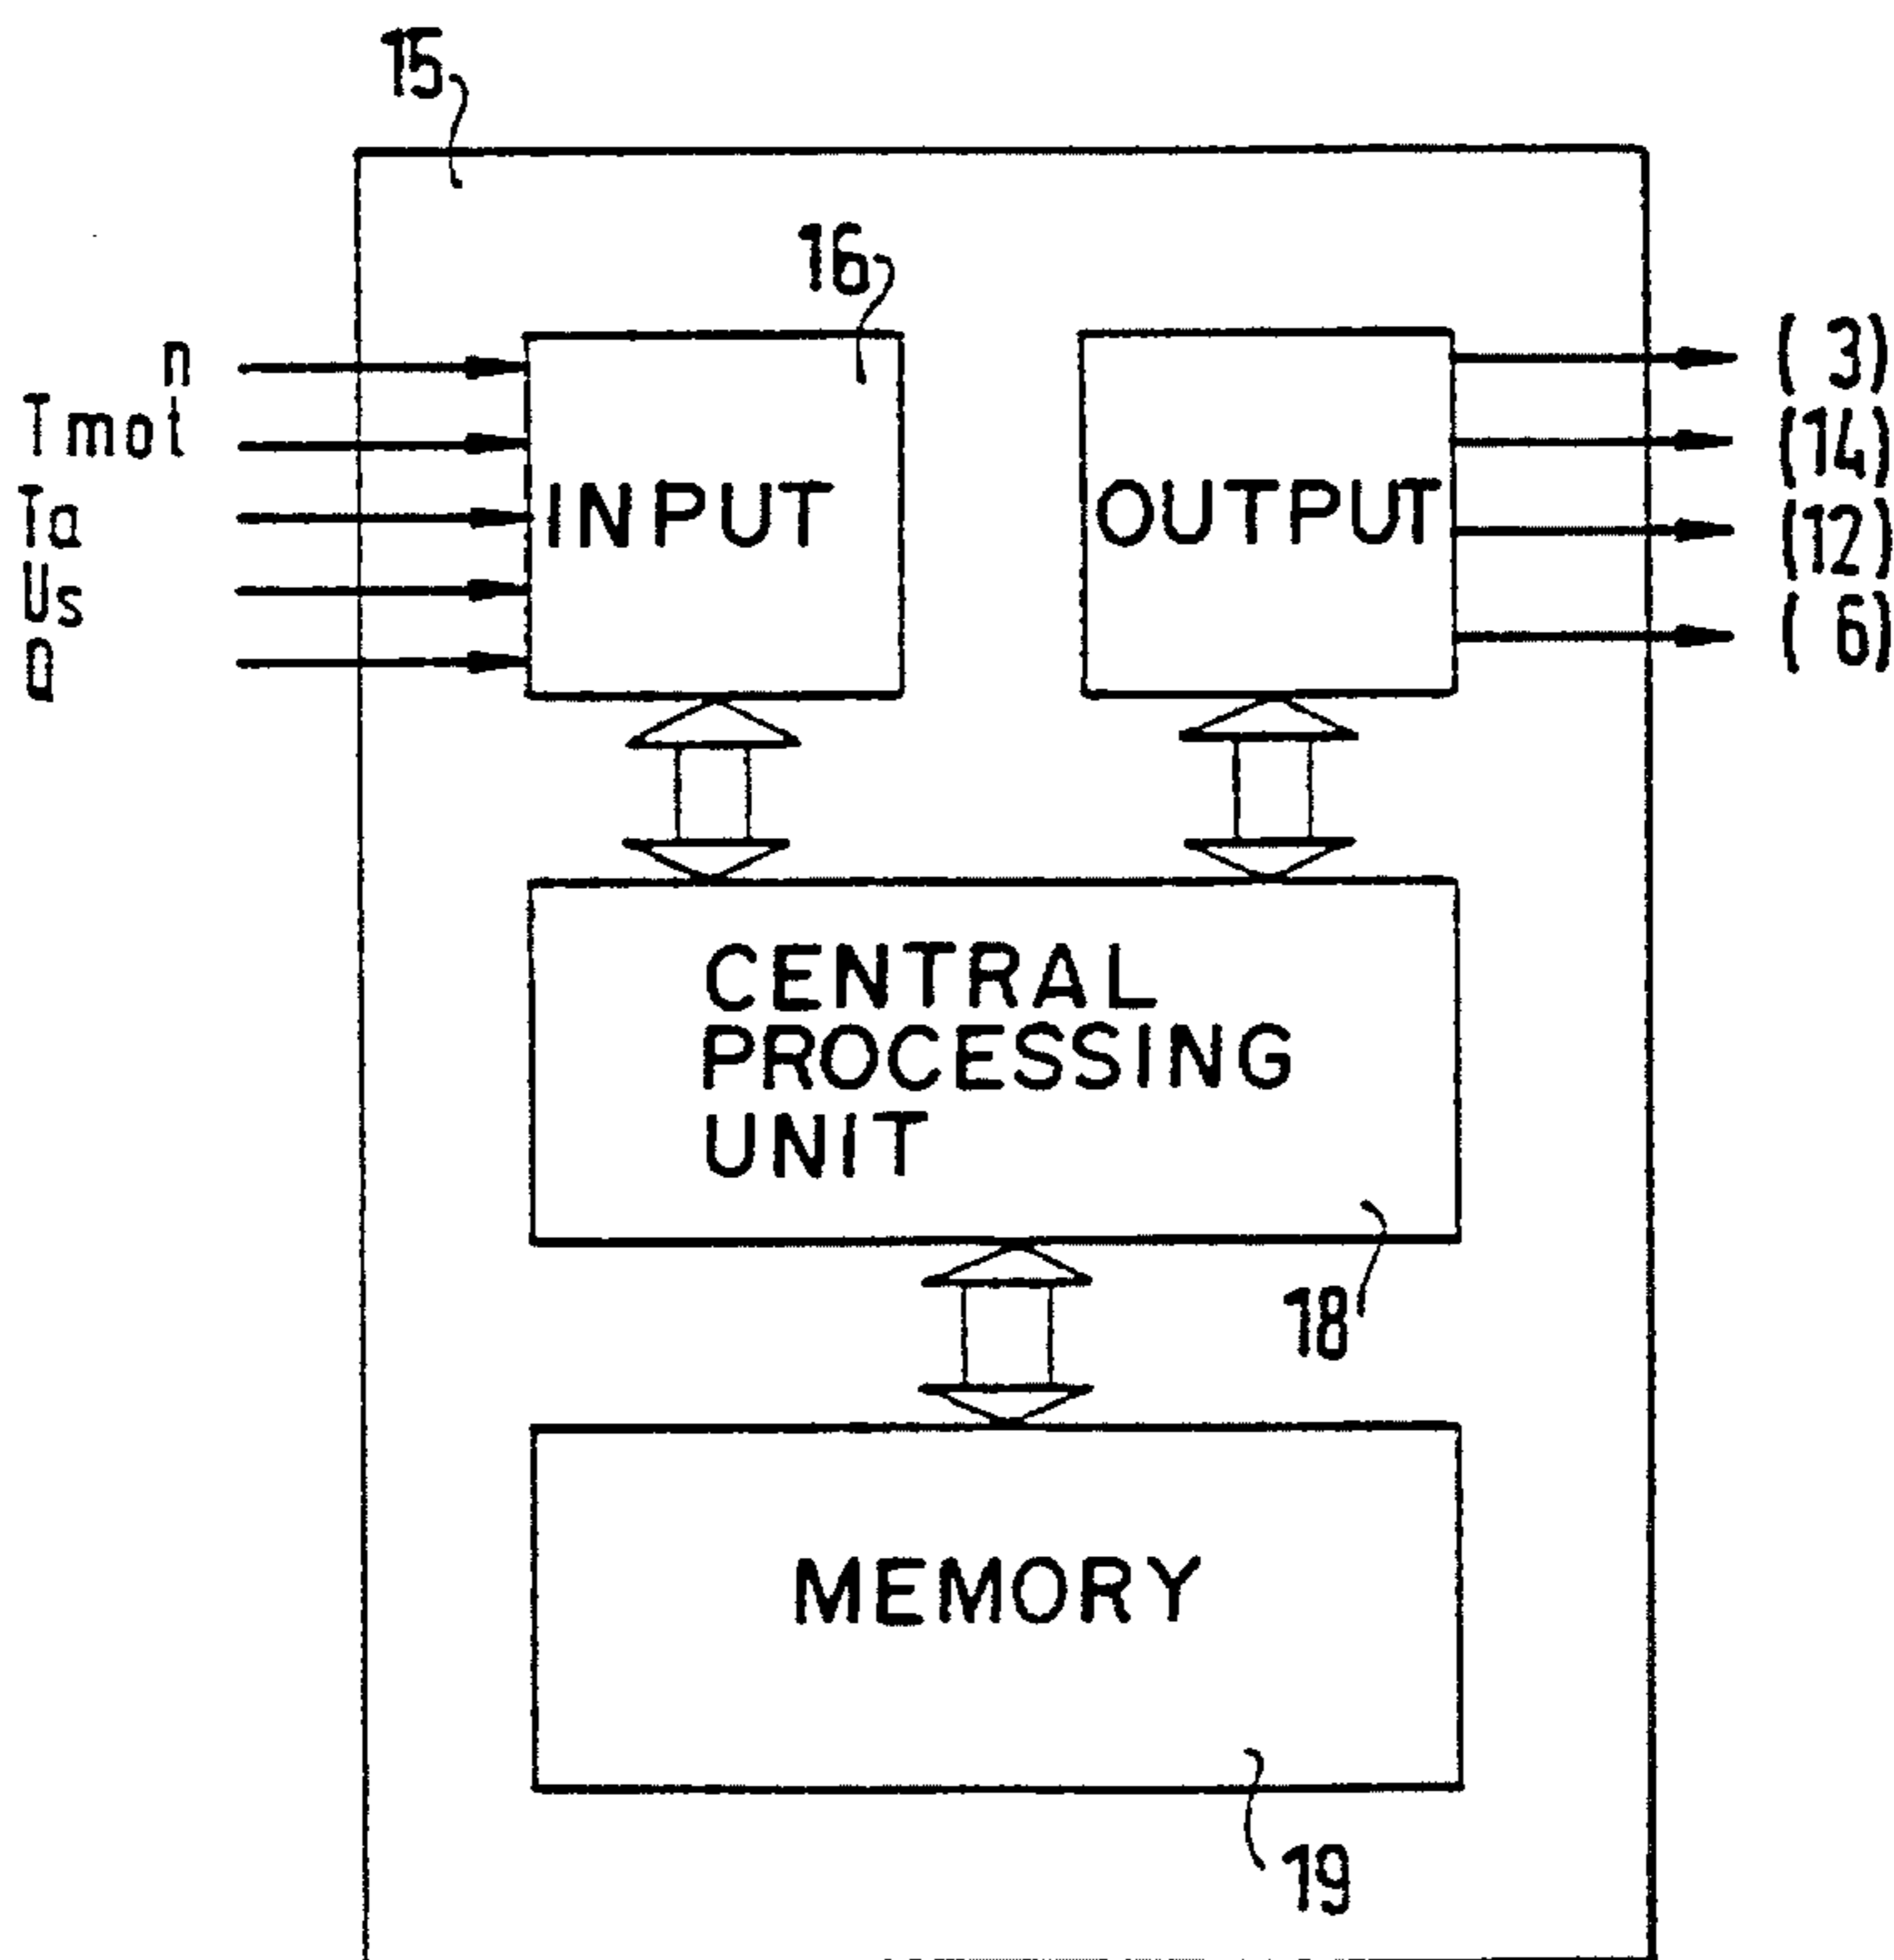 15
16
n
Tmot
Ta
Us
Q
INPUT
OUTPUT
( 3)
(14)
(12)
( 6)
CENTRAL
PROCESSING
UNIT
18
MEMORY
19